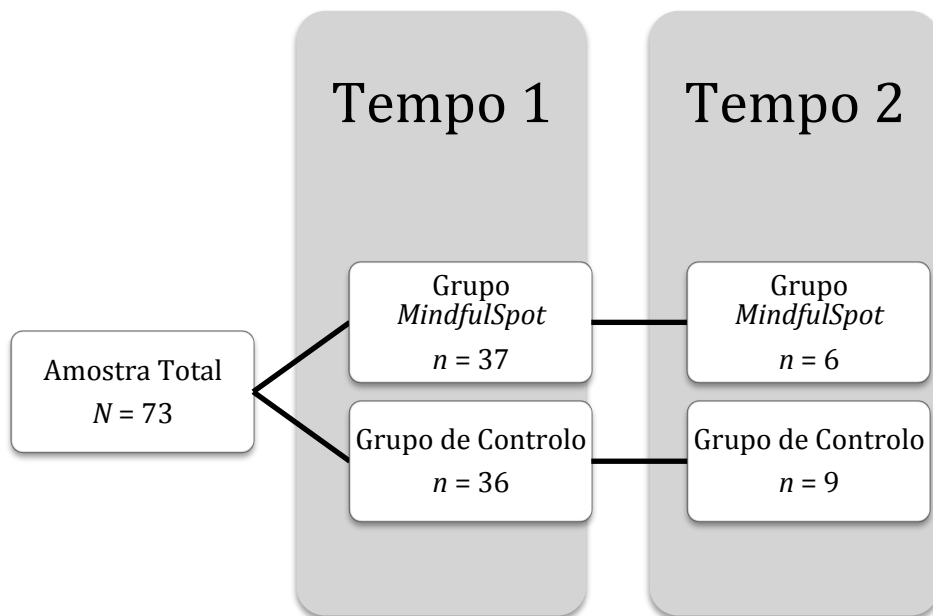 Tempo 1
Tempo 2
Amostra Total
N = 73
Grupo
MindfulSpot
n = 37
Grupo
MindfulSpot
n = 6
Grupo de Controlo
n = 36
Grupo de Controlo
n = 9